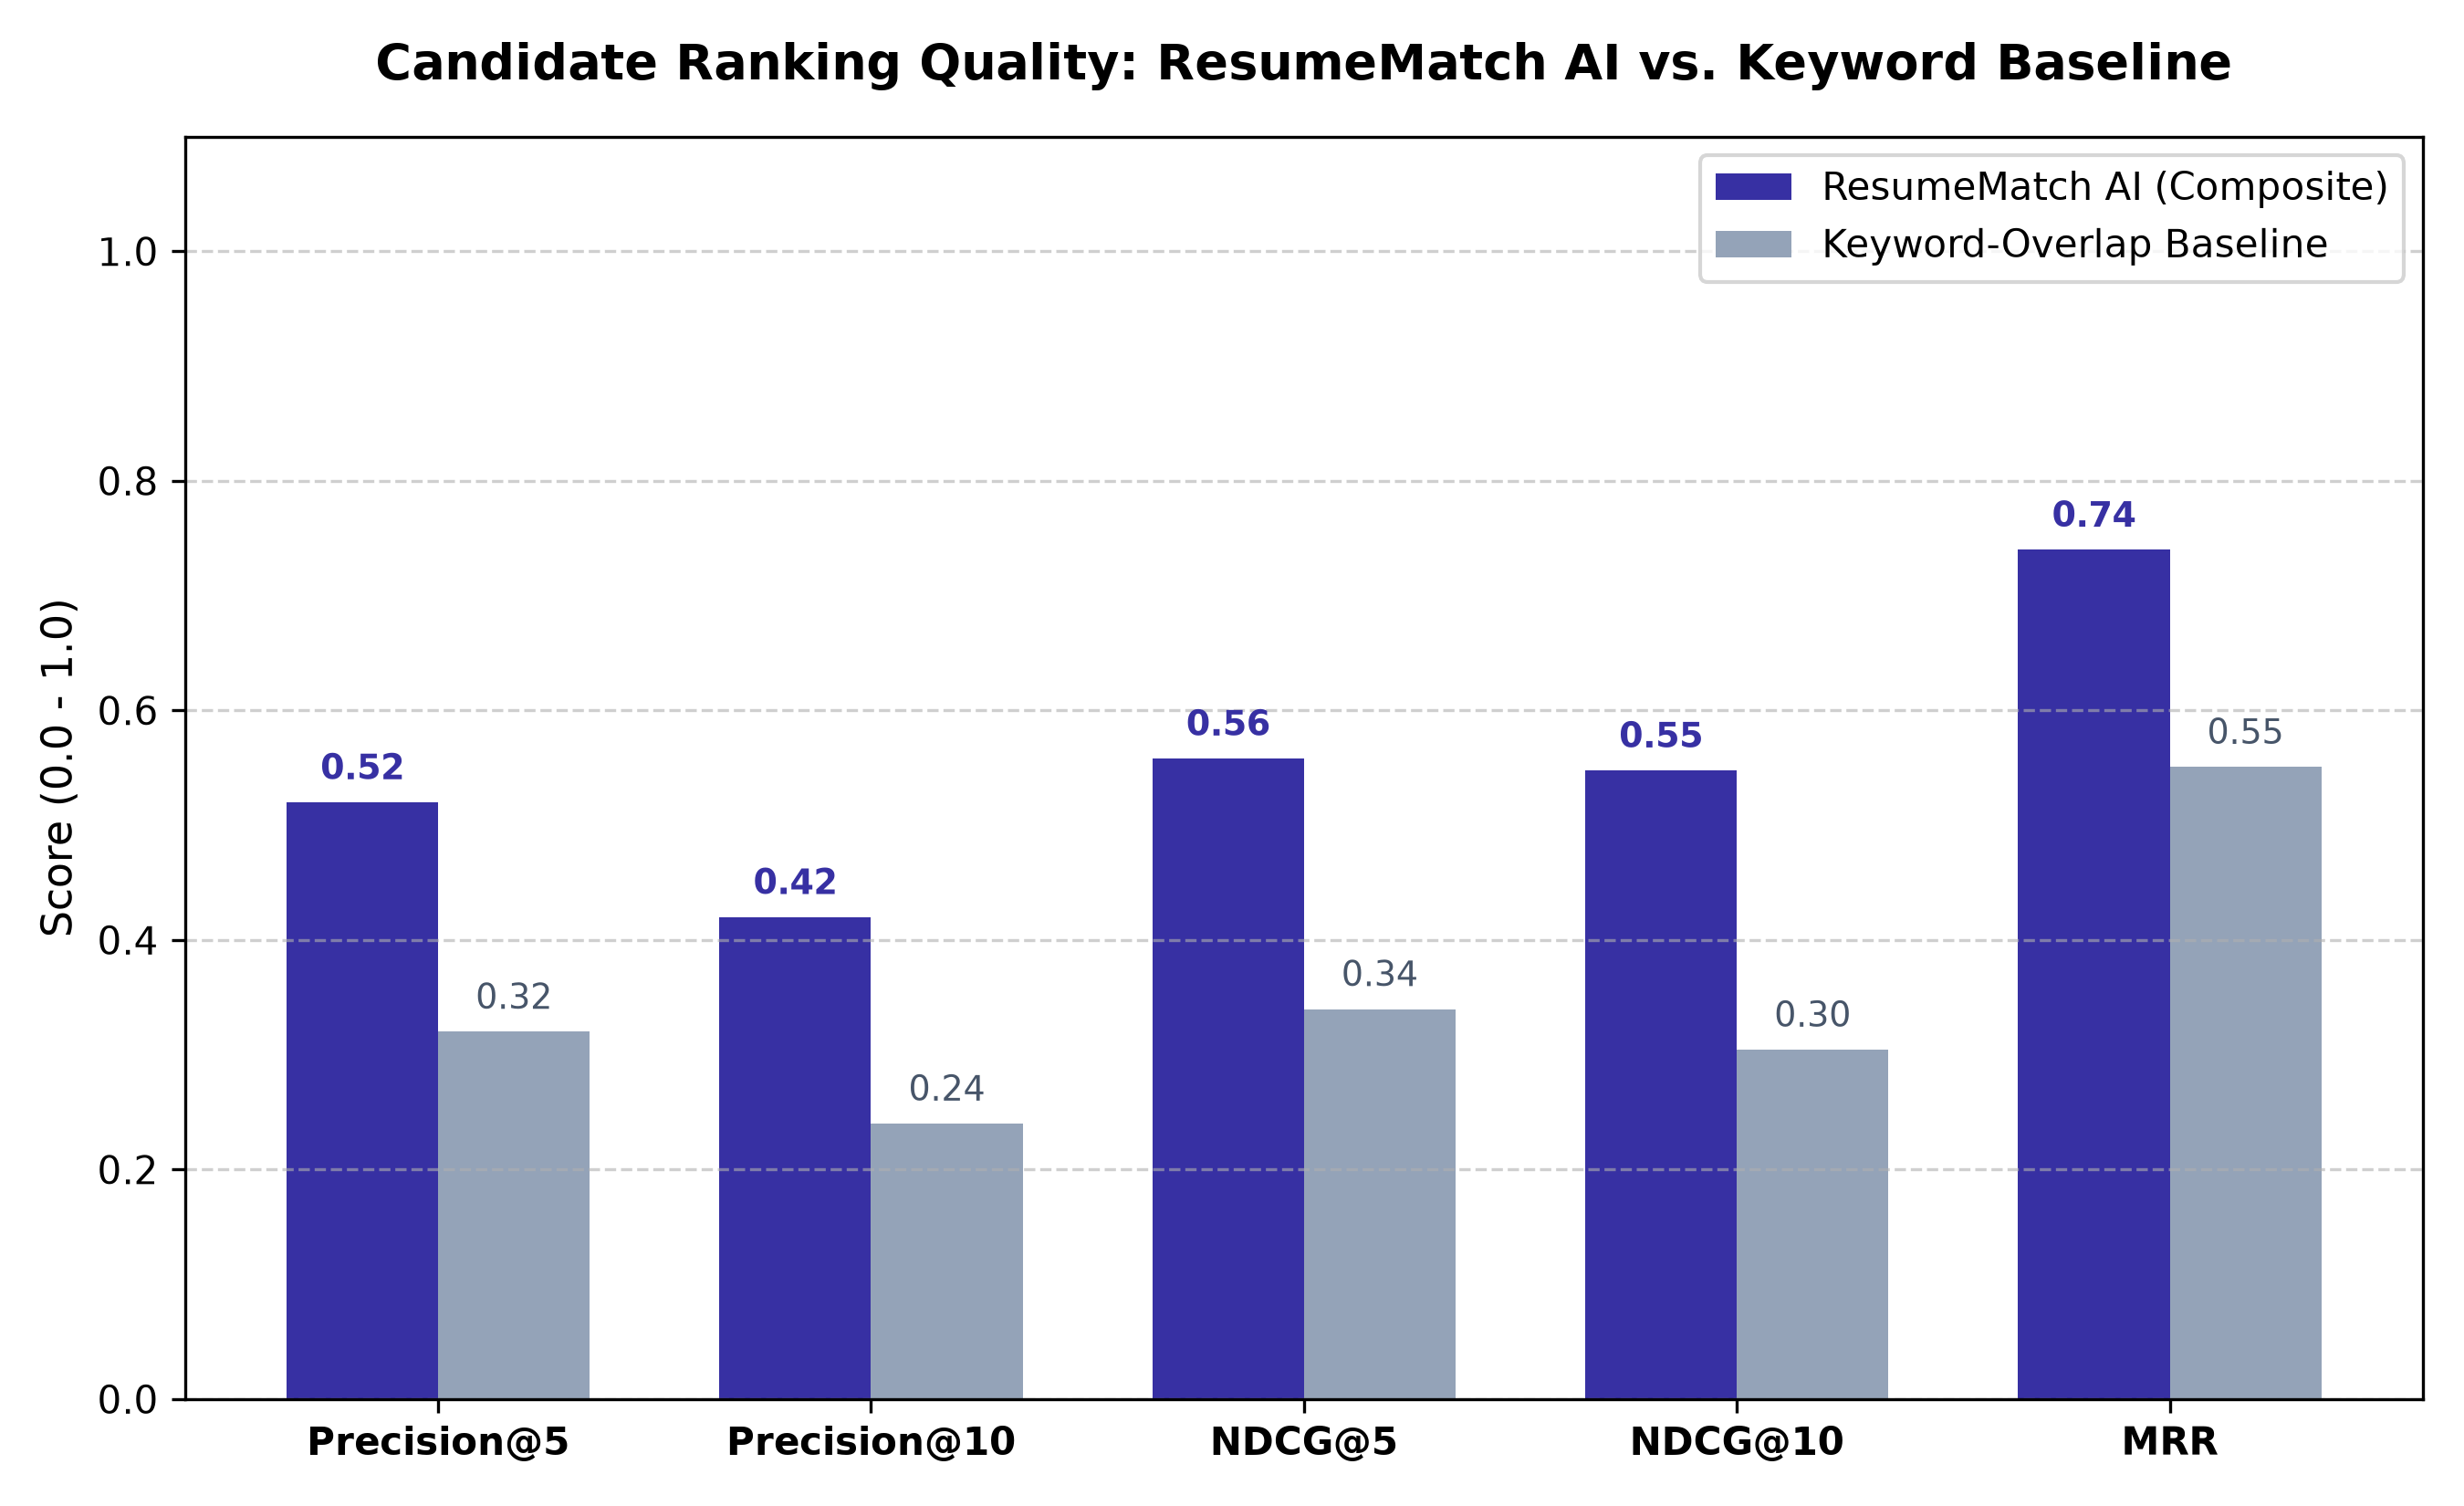 Candidate Ranking Quality: ResumeMatch AI vs. Keyword Baseline
ResumeMatch AI (Composite)
Keyword-Overlap Baseline
Score (0.0 - 1.0)
1.0
0.8
0.6
0.4
0.2
0.0
0.52
0.32
0.42
0.24
0.56
0.34
0.55
0.30
0.74
0.55
Precision@5
Precision@10
NDCG@5
NDCG@10
MRR